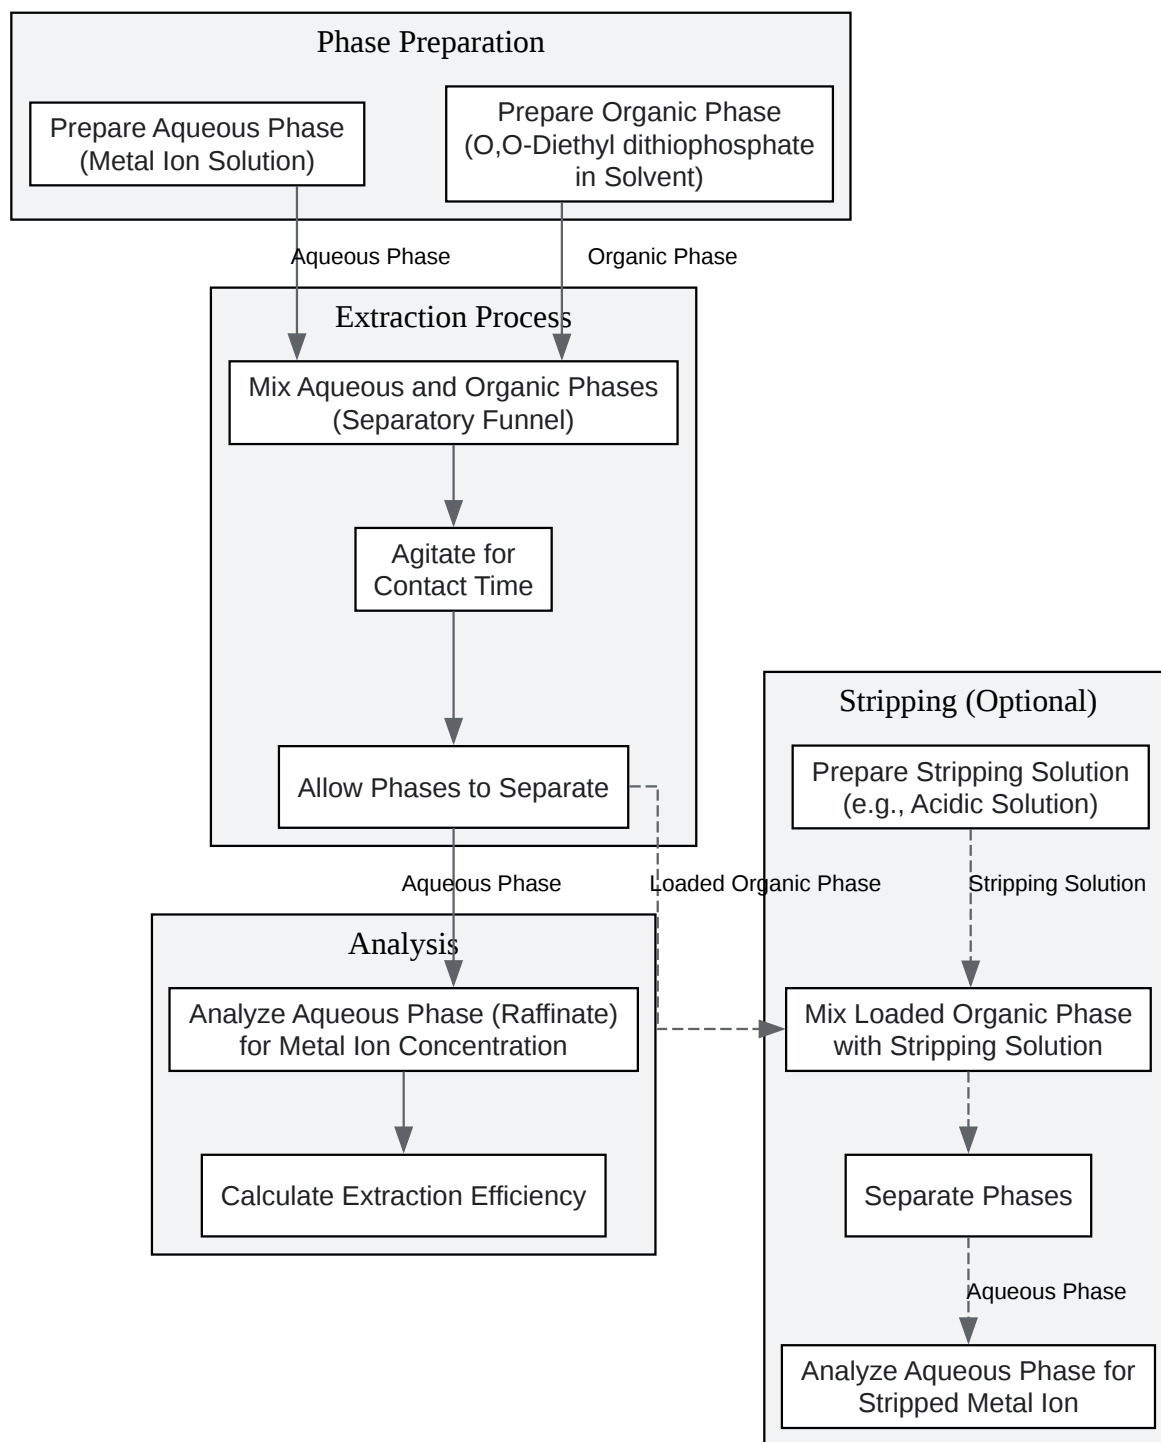 Phase Preparation
Prepare Aqueous Phase
(Metal Ion Solution)
Prepare Organic Phase
(O,O-Diethyl dithiophosphate
in Solvent)
Aqueous Phase
Organic Phase
Extraction Process
Mix Aqueous and Organic Phases
(Separatory Funnel)
Agitate for
Contact Time
Allow Phases to Separate
Aqueous Phase
Loaded Organic Phase
Analysis
Analyze Aqueous Phase (Raffinate)
for Metal Ion Concentration
Calculate Extraction Efficiency
Stripping (Optional)
Prepare Stripping Solution
(e.g., Acidic Solution)
Stripping Solution
Mix Loaded Organic Phase
with Stripping Solution
Separate Phases
Aqueous Phase
Analyze Aqueous Phase for
Stripped Metal Ion